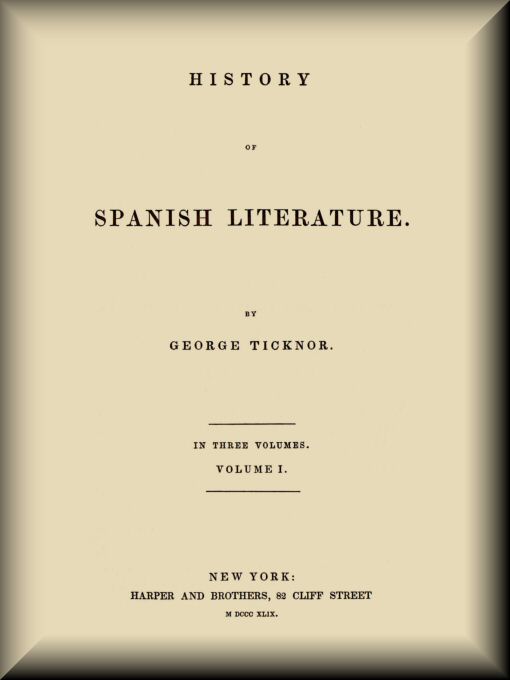 HISTORY
OF
SPANISH LITERATURE.
BY
GEORGE TICKNOR.
IN THREE VOLUMES.
VOLUME I.
NEW YORK:
HARPER AND BROTHERS, 82 CLIFF STREET
M DCCC XLIX.